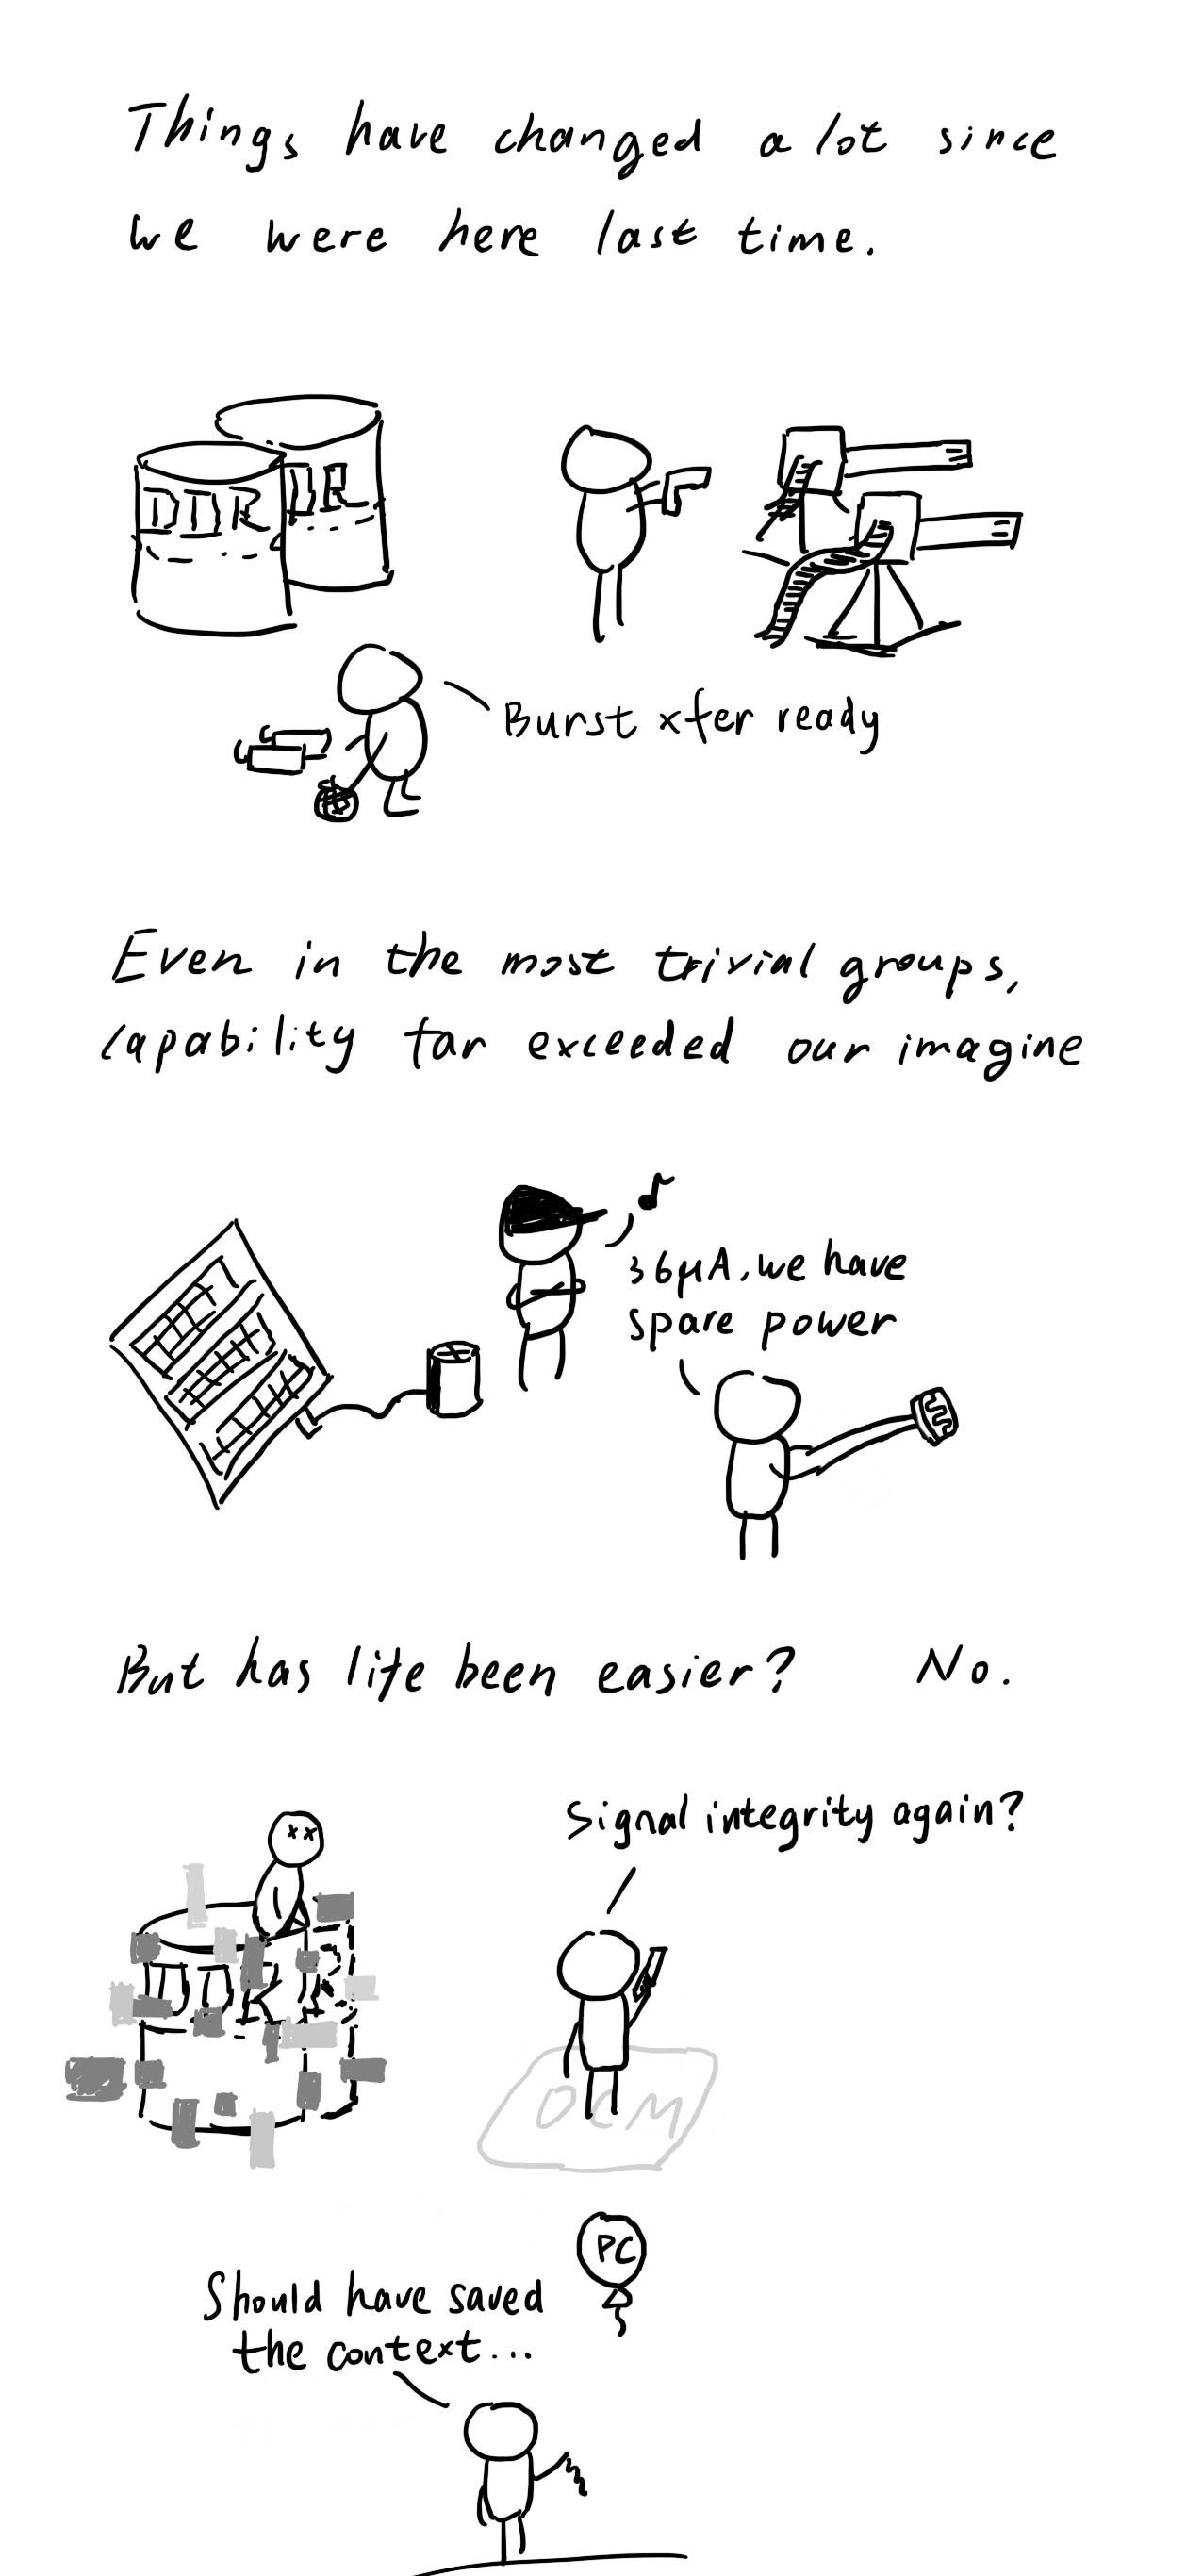 Things have changed a lot since
we were here last time.
DDR
DR
Burst xfer ready
Even in the most trivial groups,
capability far exceeded our imagine
36μA, we have
spare power
But has life been easier? No.
Signal integrity again?
DDR
R
OCM
PC
Should have saved
the context...